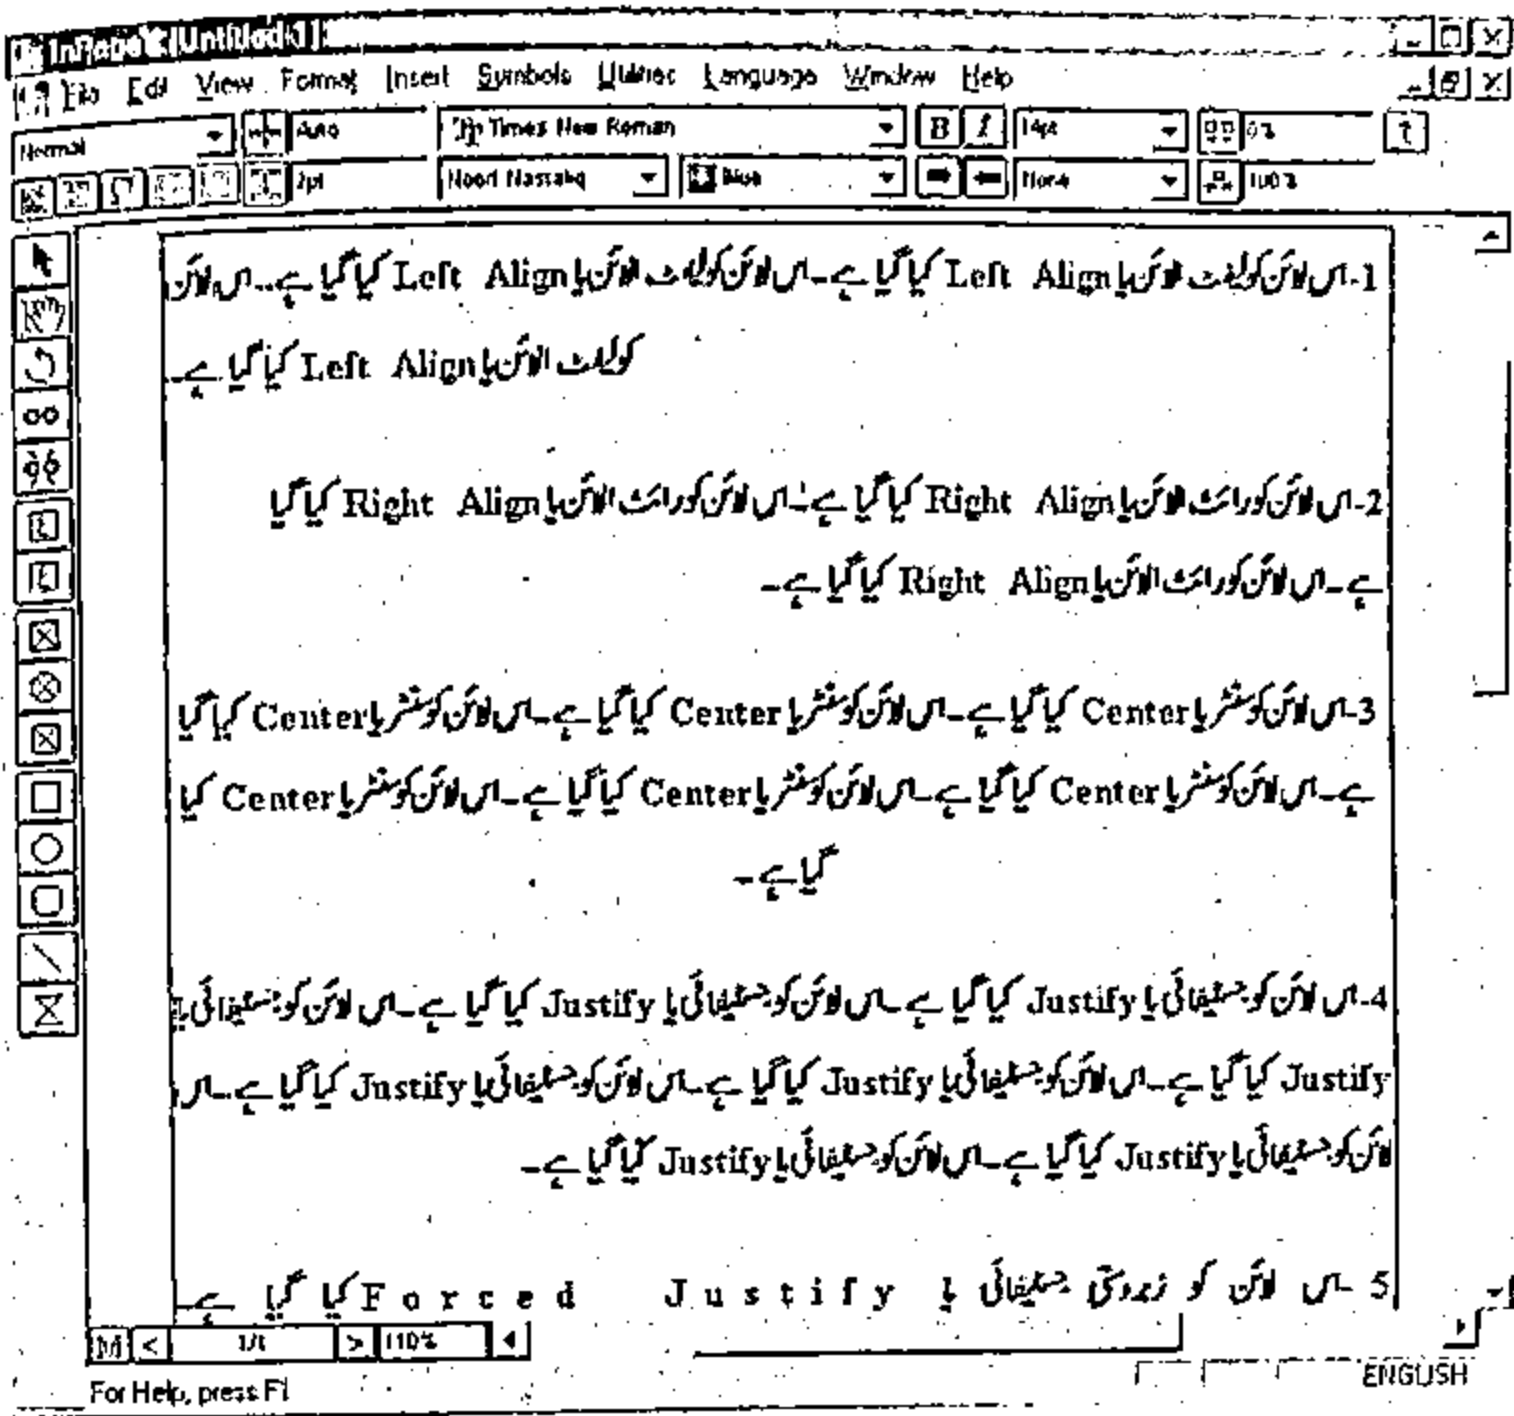 InPage - [Untitled-1]
File Edit View Format Insert Symbols Utilities Language Window Help
Normal Auto Times New Roman B I 14pt 0%
2pt Noori Nastaliq Blue None 100%
1-اس لائن کو لیفٹ الائن یا Left Align کیا گیا ہے۔اس لائن کو لیفٹ الائن یا Left Align کیا گیا ہے۔اس لائن
کو لیفٹ الائن یا Left Align کیا گیا ہے۔
2-اس لائن کو رائٹ الائن یا Right Align کیا گیا ہے۔اس لائن کو رائٹ الائن یا Right Align کیا گیا
ہے۔اس لائن کو رائٹ الائن یا Right Align کیا گیا ہے۔
3-اس لائن کو سنٹر یا Center کیا گیا ہے۔اس لائن کو سنٹر یا Center کیا گیا ہے۔اس لائن کو سنٹر یا Center کیا گیا
ہے۔اس لائن کو سنٹر یا Center کیا گیا ہے۔اس لائن کو سنٹر یا Center کیا گیا ہے۔اس لائن کو سنٹر یا Center کیا
گیا ہے۔
4-اس لائن کو جسٹیفائی یا Justify کیا گیا ہے۔اس لائن کو جسٹیفائی یا Justify کیا گیا ہے۔اس لائن کو جسٹیفائی یا
Justify کیا گیا ہے۔اس لائن کو جسٹیفائی یا Justify کیا گیا ہے۔اس لائن کو جسٹیفائی یا Justify کیا گیا ہے۔اس
لائن کو جسٹیفائی یا Justify کیا گیا ہے۔اس لائن کو جسٹیفائی یا Justify کیا گیا ہے۔
5 -اس لائن کو زبردستی جسٹیفائی یا Forced Justify کیا گیا ہے۔
M < 1/1 > 110%
For Help, press F1
ENGLISH